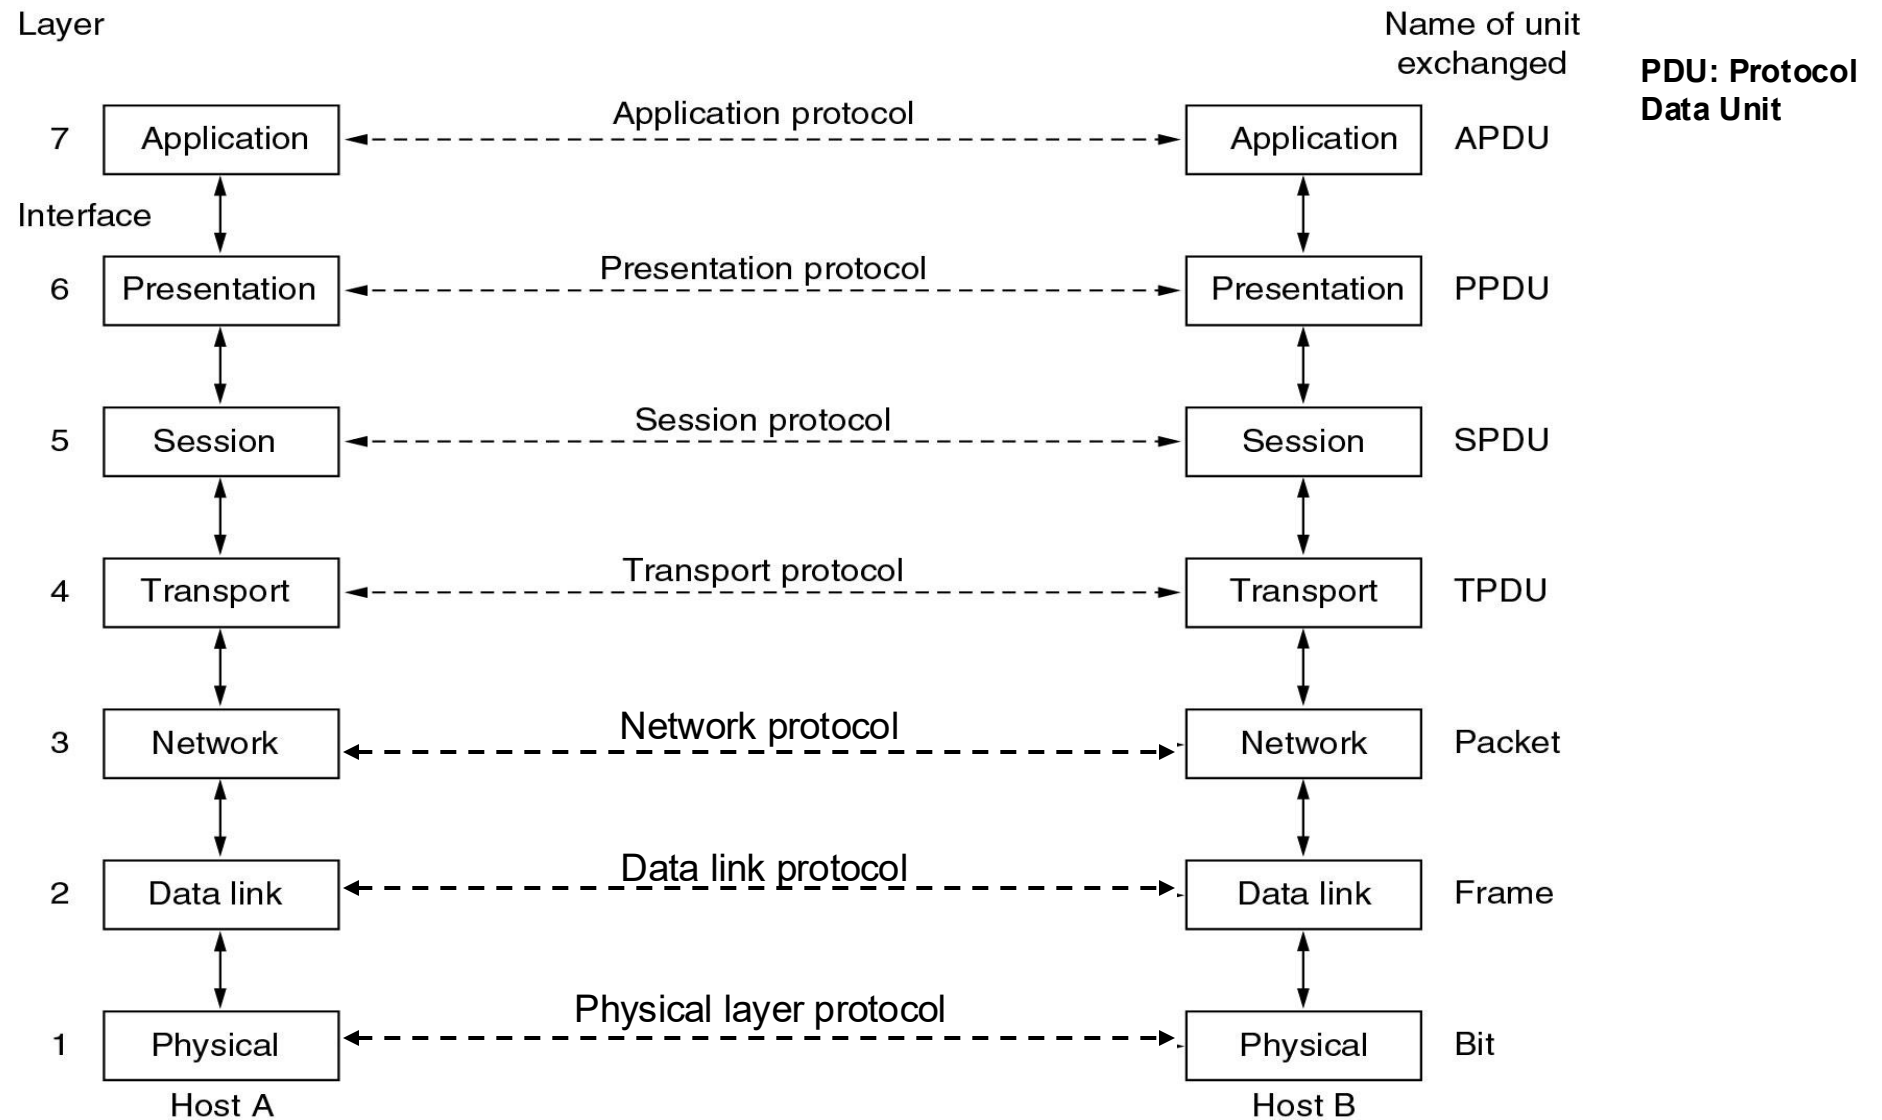 Layer
Name of unit
exchanged
PDU: Protocol
Data Unit
7
Application
Application protocol
Application
APDU
Interface
6
Presentation
Presentation protocol
Presentation
PPDU
5
Session
Session protocol
Session
SPDU
4
Transport
Transport protocol
Transport
TPDU
3
Network
Network protocol
Network
Packet
2
Data link
Data link protocol
Data link
Frame
1
Physical
Physical layer protocol
Physical
Bit
Host A
Host B